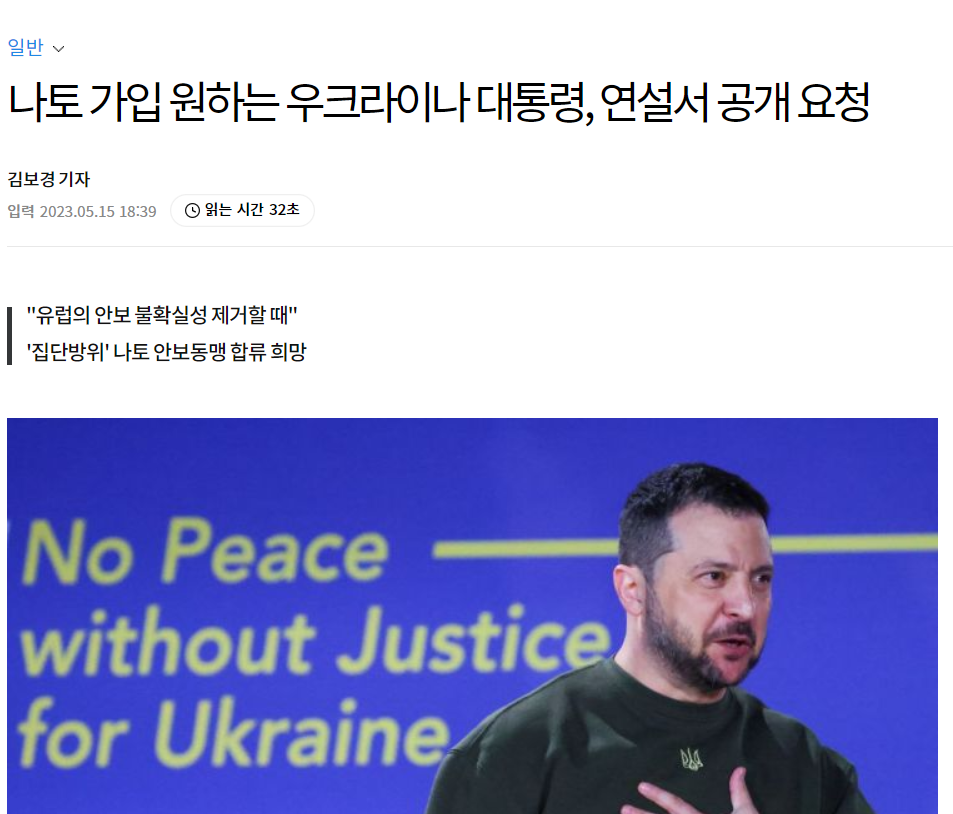 일반
나토 가입 원하는 우크라이나 대통령, 연설서 공개 요청
김보경 기자
입력 2023.05.15 18:39 읽는 시간 32초
"유럽의 안보 불확실성 제거할 때"
'집단방위' 나토 안보동맹 합류 희망
No Peace
without Justice
for Ukraine